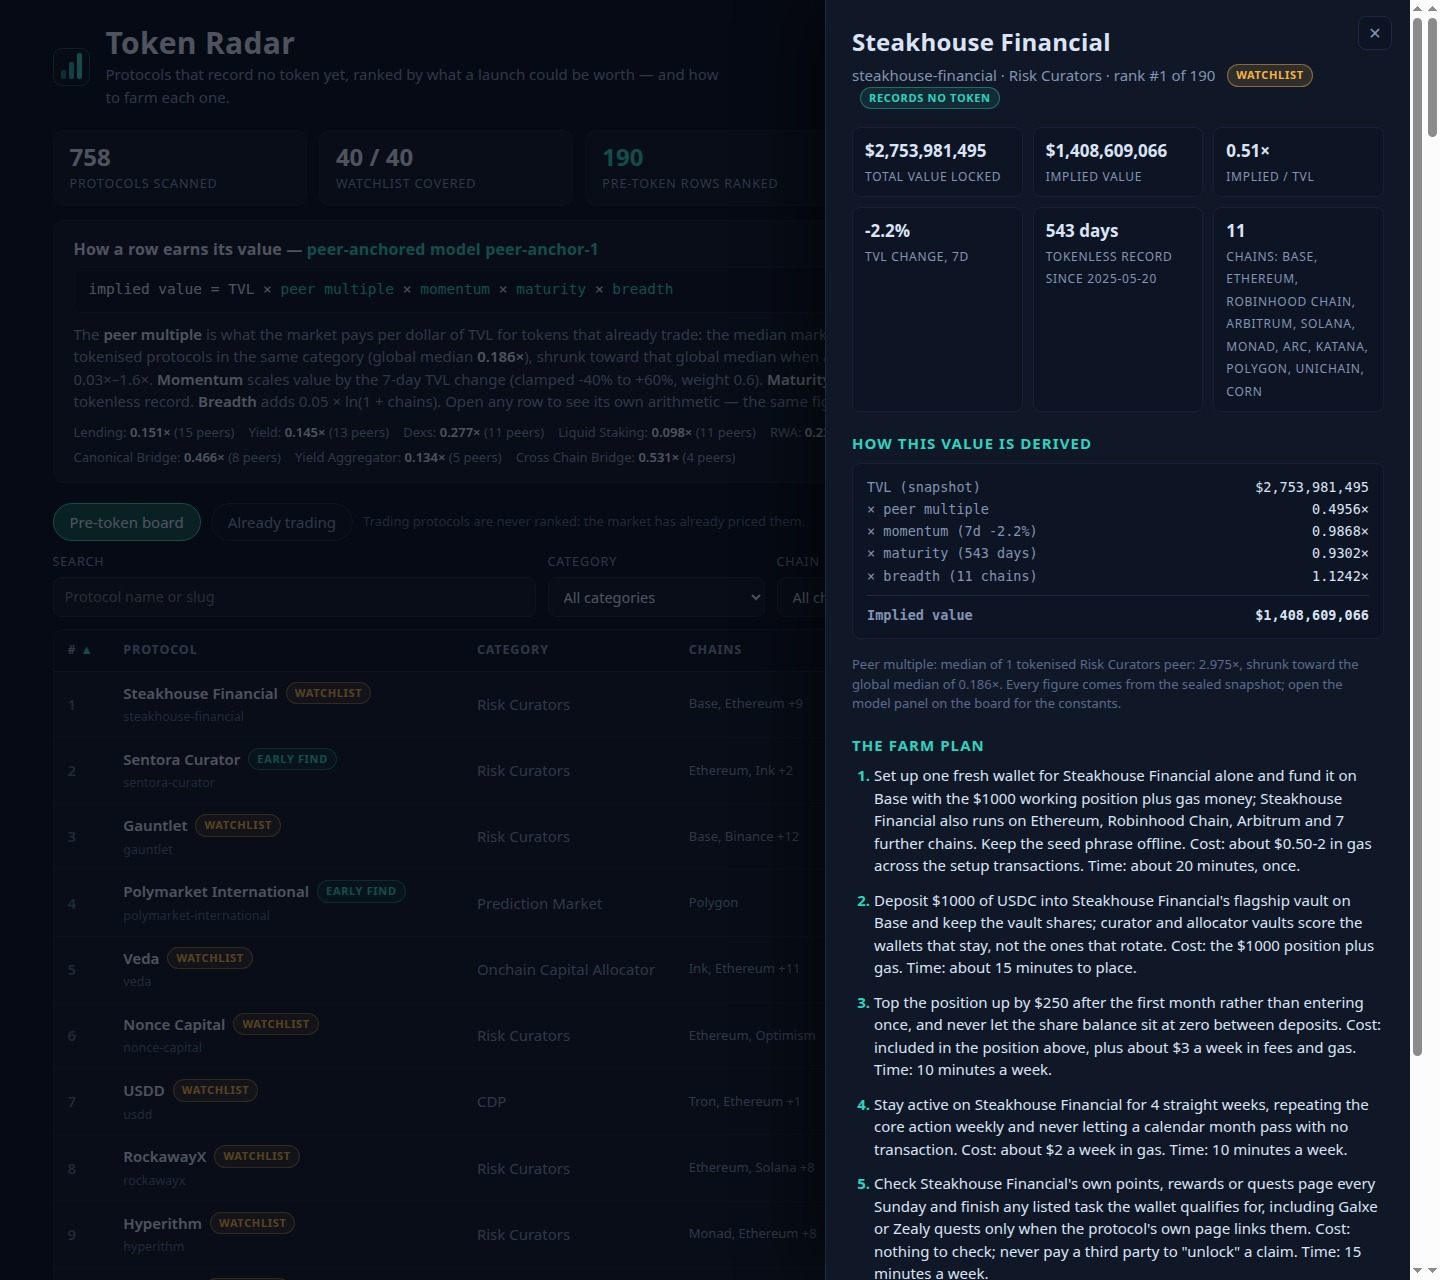 Token Radar
Protocols that record no token yet, ranked by what a launch could be worth — and how
to farm each one.
758
PROTOCOLS SCANNED
40 / 40
WATCHLIST COVERED
190
PRE-TOKEN ROWS RANKED
How a row earns its value — peer-anchored model peer-anchor-1
implied value = TVL × peer multiple × momentum × maturity × breadth
The peer multiple is what the market pays per dollar of TVL for tokens that already trade: the median mark
tokenised protocols in the same category (global median 0.186×), shrunk toward that global median when
0.03×–1.6×. Momentum scales value by the 7-day TVL change (clamped -40% to +60%, weight 0.6). Maturity
tokenless record. Breadth adds 0.05 × ln(1 + chains). Open any row to see its own arithmetic — the same fig
Lending: 0.151× (15 peers) Yield: 0.145× (13 peers) Dexs: 0.277× (11 peers) Liquid Staking: 0.098× (11 peers) RWA: 0.2
Canonical Bridge: 0.466× (8 peers) Yield Aggregator: 0.134× (5 peers) Cross Chain Bridge: 0.531× (4 peers)
Pre-token board
Already trading
Trading protocols are never ranked: the market has already priced them.
SEARCH
CATEGORY
CHAIN
Protocol name or slug
All categories
All ch
# ▲ PROTOCOL CATEGORY CHAINS
1 Steakhouse Financial WATCHLIST Risk Curators Base, Ethereum +9
steakhouse-financial
2 Sentora Curator EARLY FIND Risk Curators Ethereum, Ink +2
sentora-curator
3 Gauntlet WATCHLIST Risk Curators Base, Binance +12
gauntlet
4 Polymarket International EARLY FIND Prediction Market Polygon
polymarket-international
5 Veda WATCHLIST Onchain Capital Allocator Ink, Ethereum +11
veda
6 Nonce Capital WATCHLIST Risk Curators Ethereum, Optimism
nonce-capital
7 USDD WATCHLIST CDP Tron, Ethereum +1
usdd
8 RockawayX WATCHLIST Risk Curators Ethereum, Solana +8
rockawayx
9 Hyperithm WATCHLIST Risk Curators Monad, Ethereum +8
hyperithm
Steakhouse Financial
✕
steakhouse-financial · Risk Curators · rank #1 of 190 WATCHLIST
RECORDS NO TOKEN
$2,753,981,495
TOTAL VALUE LOCKED
$1,408,609,066
IMPLIED VALUE
0.51×
IMPLIED / TVL
-2.2%
TVL CHANGE, 7D
543 days
TOKENLESS RECORD
SINCE 2025-05-20
11
CHAINS: BASE,
ETHEREUM,
ROBINHOOD CHAIN,
ARBITRUM, SOLANA,
MONAD, ARC, KATANA,
POLYGON, UNICHAIN,
CORN
HOW THIS VALUE IS DERIVED
TVL (snapshot) $2,753,981,495
× peer multiple 0.4956×
× momentum (7d -2.2%) 0.9868×
× maturity (543 days) 0.9302×
× breadth (11 chains) 1.1242×
Implied value $1,408,609,066
Peer multiple: median of 1 tokenised Risk Curators peer: 2.975×, shrunk toward the
global median of 0.186×. Every figure comes from the sealed snapshot; open the
model panel on the board for the constants.
THE FARM PLAN
1. Set up one fresh wallet for Steakhouse Financial alone and fund it on
Base with the $1000 working position plus gas money; Steakhouse
Financial also runs on Ethereum, Robinhood Chain, Arbitrum and 7
further chains. Keep the seed phrase offline. Cost: about $0.50-2 in gas
across the setup transactions. Time: about 20 minutes, once.
2. Deposit $1000 of USDC into Steakhouse Financial's flagship vault on
Base and keep the vault shares; curator and allocator vaults score the
wallets that stay, not the ones that rotate. Cost: the $1000 position plus
gas. Time: about 15 minutes to place.
3. Top the position up by $250 after the first month rather than entering
once, and never let the share balance sit at zero between deposits. Cost:
included in the position above, plus about $3 a week in fees and gas.
Time: 10 minutes a week.
4. Stay active on Steakhouse Financial for 4 straight weeks, repeating the
core action weekly and never letting a calendar month pass with no
transaction. Cost: about $2 a week in gas. Time: 10 minutes a week.
5. Check Steakhouse Financial's own points, rewards or quests page every
Sunday and finish any listed task the wallet qualifies for, including Galxe
or Zealy quests only when the protocol's own page links them. Cost:
nothing to check; never pay a third party to "unlock" a claim. Time: 15
minutes a week.